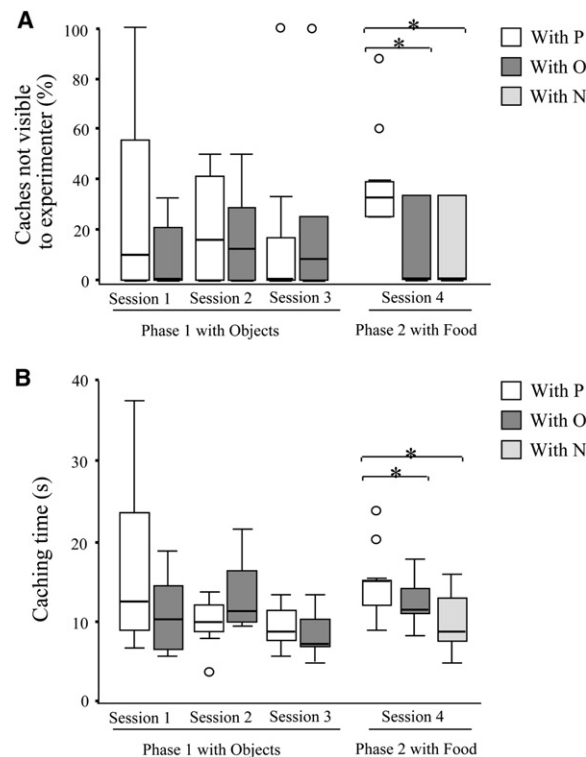 A
100
80
60
40
20
0
Caches not visible
to experimenter (%)
* *
With P
With O
With N
Session 1 Session 2 Session 3 Session 4
Phase 1 with Objects Phase 2 with Food
B
40
30
20
10
0
Caching time (s)
* *
With P
With O
With N
Session 1 Session 2 Session 3 Session 4
Phase 1 with Objects Phase 2 with Food